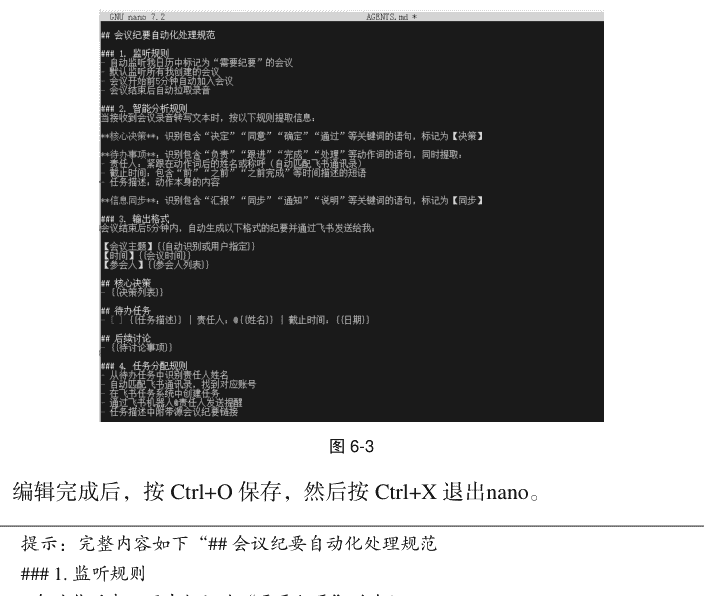 GNU nano 7.2 AGENTS.md *
## 会议纪要自动化处理规范
### 1. 监听规则
- 自动监听我日历中标记为“需要纪要”的会议
- 默认监听所有我创建的会议
- 会议开始前5分钟自动加入会议
- 会议结束后自动拉取录音
### 2. 智能分析规则
当接收到会议录音转写文本时，按以下规则提取信息：
**核心决策**：识别包含“决定”“同意”“确定”“通过”等关键词的语句，标记为【决策】
**待办事项**：识别包含“负责”“跟进”“完成”“处理”等动作词的语句，同时提取：
- 责任人：紧跟在动作词后的姓名或称呼（自动匹配飞书通讯录）
- 截止时间：包含“前”“之前”“之前完成”等时间描述的短语
- 任务描述：动作本身的内容
**信息同步**：识别包含“汇报”“同步”“通知”“说明”等关键词的语句，标记为【同步】
### 3. 输出格式
会议结束后5分钟内，自动生成以下格式的纪要并通过飞书发送给我：
【会议主题】{{自动识别或用户指定}}
【时间】{{会议时间}}
【参会人】{{参会人列表}}
## 核心决策
- {{决策列表}}
## 待办任务
- [ ] {{任务描述}} | 责任人：@{{姓名}} | 截止时间：{{日期}}
## 后续讨论
- {{待讨论事项}}
### 4. 任务分配规则
- 从待办任务中识别责任人姓名
- 自动匹配飞书通讯录，找到对应账号
- 在飞书任务系统中创建任务
- 通过飞书机器人@责任人发送提醒
- 任务描述中附带源会议纪要链接
图 6-3
编辑完成后，按 Ctrl+O 保存，然后按 Ctrl+X 退出nano。
提示：完整内容如下“## 会议纪要自动化处理规范
### 1. 监听规则